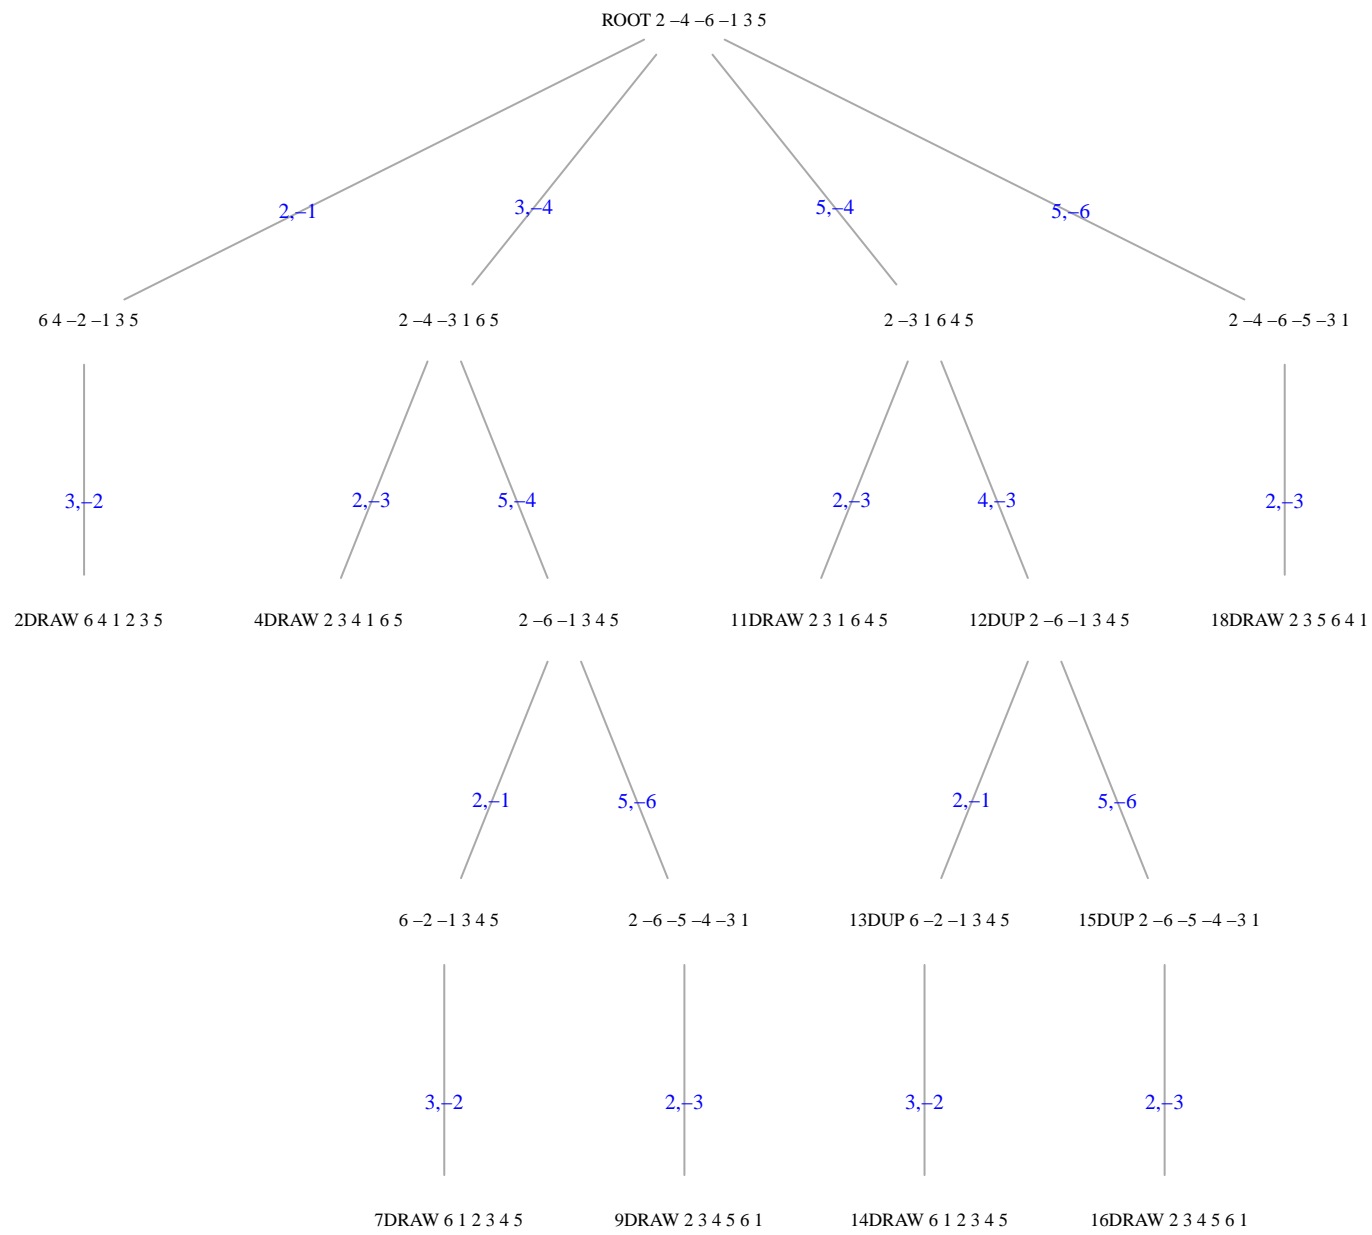 ROOT 2 –4 –6 –1 3 5
2,–1
3,–4
5,–4
5,–6
6 4 –2 –1 3 5
2 –4 –3 1 6 5
2 –3 1 6 4 5
2 –4 –6 –5 –3 1
3,–2
2,–3
5,–4
2,–3
4,–3
2,–3
2DRAW 6 4 1 2 3 5
4DRAW 2 3 4 1 6 5
2 –6 –1 3 4 5
11DRAW 2 3 1 6 4 5
12DUP 2 –6 –1 3 4 5
18DRAW 2 3 5 6 4 1
2,–1
5,–6
2,–1
5,–6
6 –2 –1 3 4 5
2 –6 –5 –4 –3 1
13DUP 6 –2 –1 3 4 5
15DUP 2 –6 –5 –4 –3 1
3,–2
2,–3
3,–2
2,–3
7DRAW 6 1 2 3 4 5
9DRAW 2 3 4 5 6 1
14DRAW 6 1 2 3 4 5
16DRAW 2 3 4 5 6 1